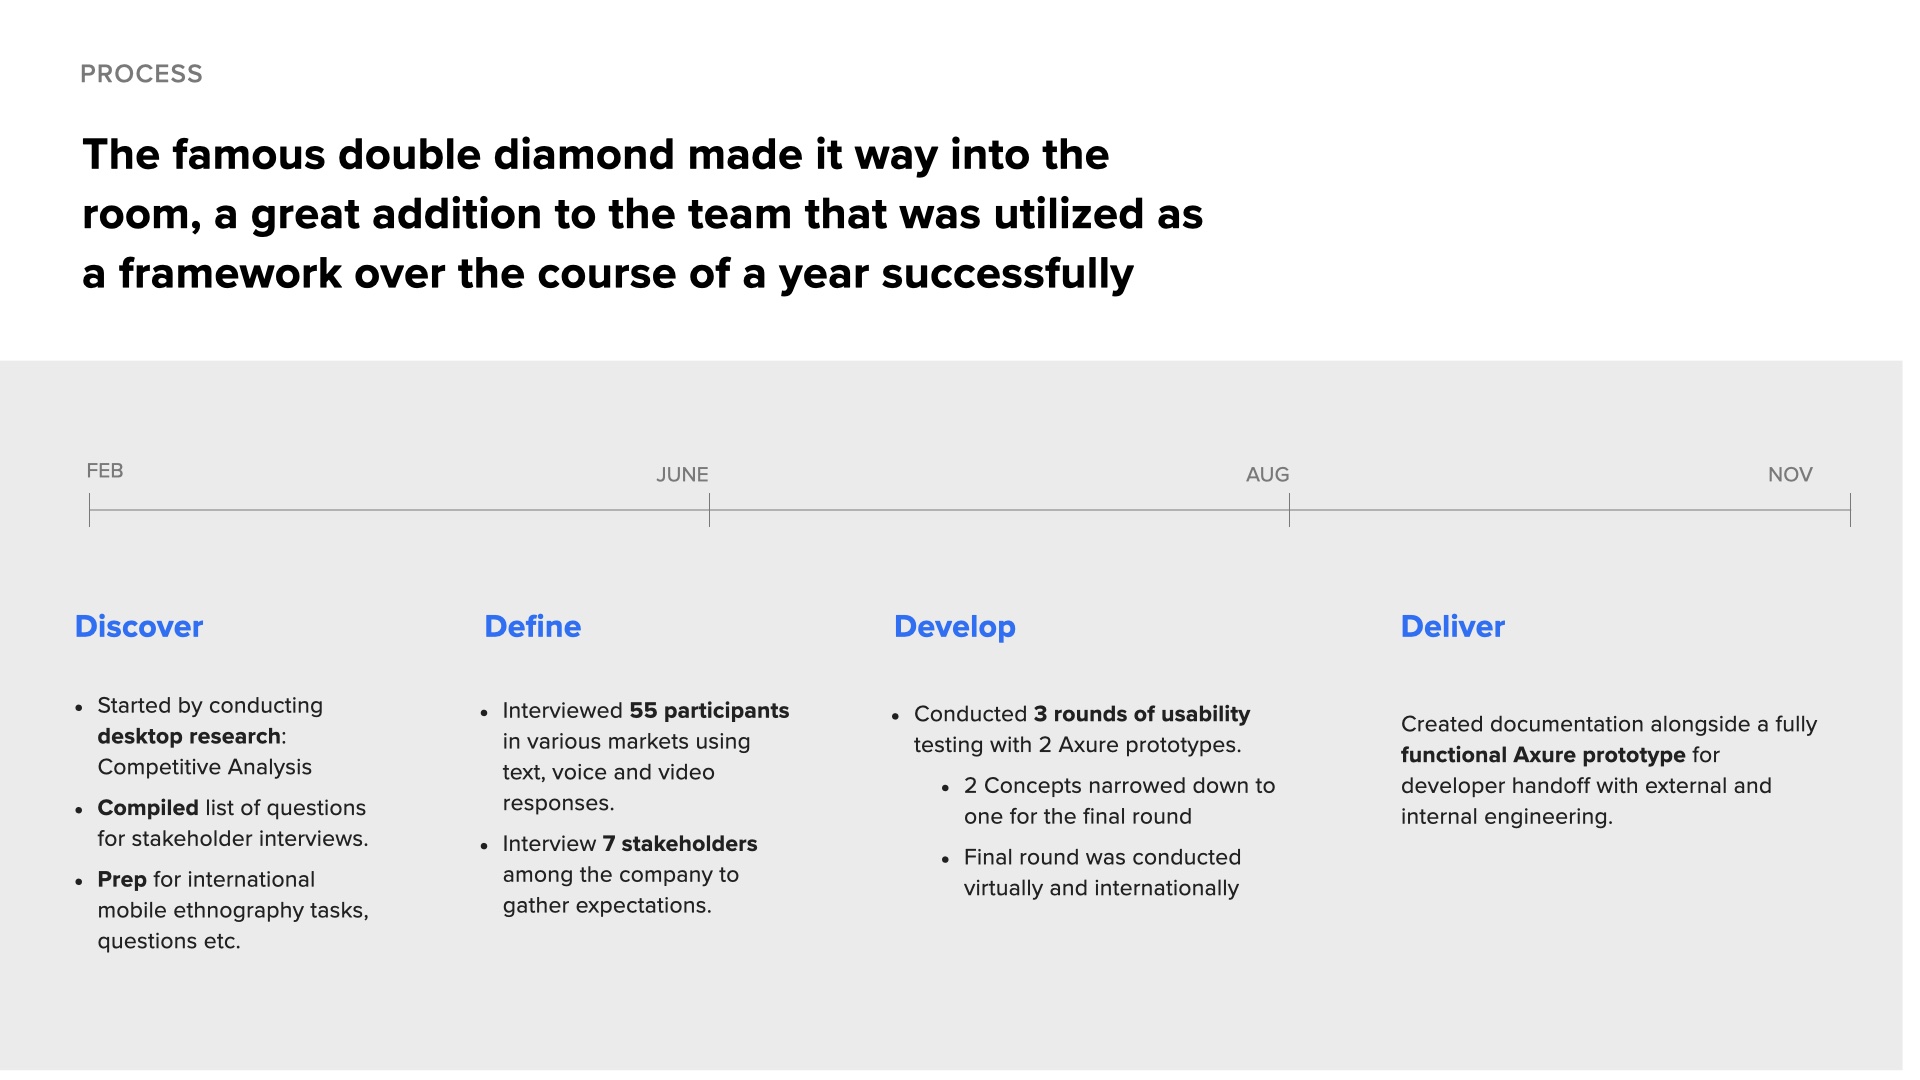 PROCESS
The famous double diamond made it way into the
room, a great addition to the team that was utilized as
a framework over the course of a year successfully
FEB
JUNE
AUG
NOV
Discover
• Started by conducting
desktop research:
Competitive Analysis
• Compiled list of questions
for stakeholder interviews.
• Prep for international
mobile ethnography tasks,
questions etc.
Define
• Interviewed 55 participants
in various markets using
text, voice and video
responses.
• Interview 7 stakeholders
among the company to
gather expectations.
Develop
• Conducted 3 rounds of usability
testing with 2 Axure prototypes.
• 2 Concepts narrowed down to
one for the final round
• Final round was conducted
virtually and internationally
Deliver
Created documentation alongside a fully
functional Axure prototype for
developer handoff with external and
internal engineering.